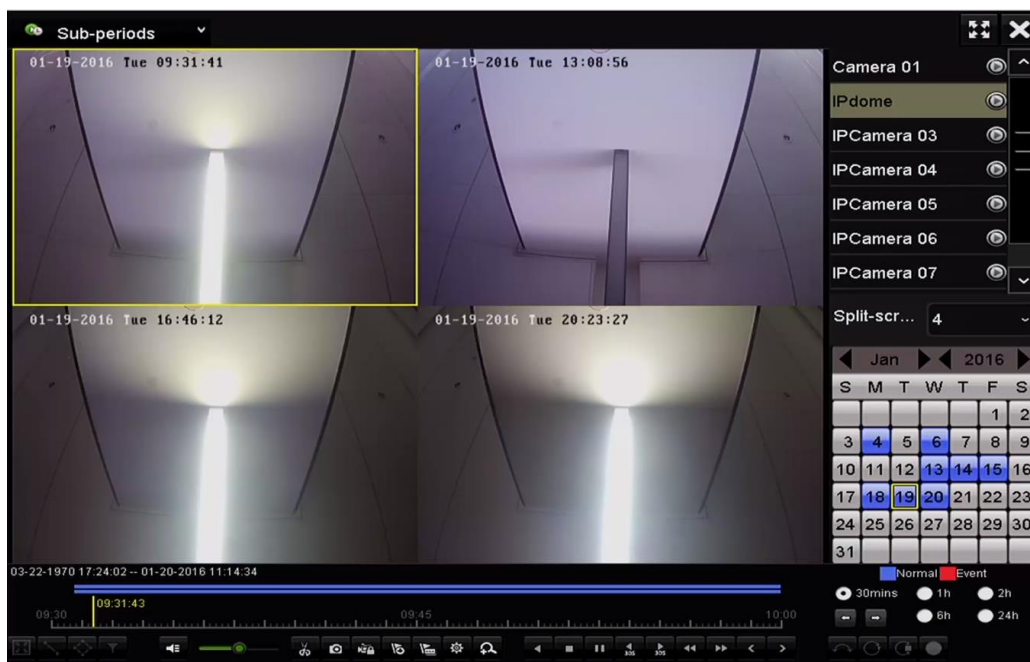 Sub-periods
01-19-2016 Tue 09:31:41
01-19-2016 Tue 13:08:56
01-19-2016 Tue 16:46:12
01-19-2016 Tue 20:23:27
Camera 01
IPdome
IPCamera 03
IPCamera 04
IPCamera 05
IPCamera 06
IPCamera 07
Split-scr... 4
Jan 2016
S M T W T F S
1 2
3 4 5 6 7 8 9
10 11 12 13 14 15 16
17 18 19 20 21 22 23
24 25 26 27 28 29 30
31
03-22-1970 17:24:02 -- 01-20-2016 11:14:34
Normal Event
09:31:43
09:30 09:45 10:00
30mins 1h 2h
6h 24h
30S 30S